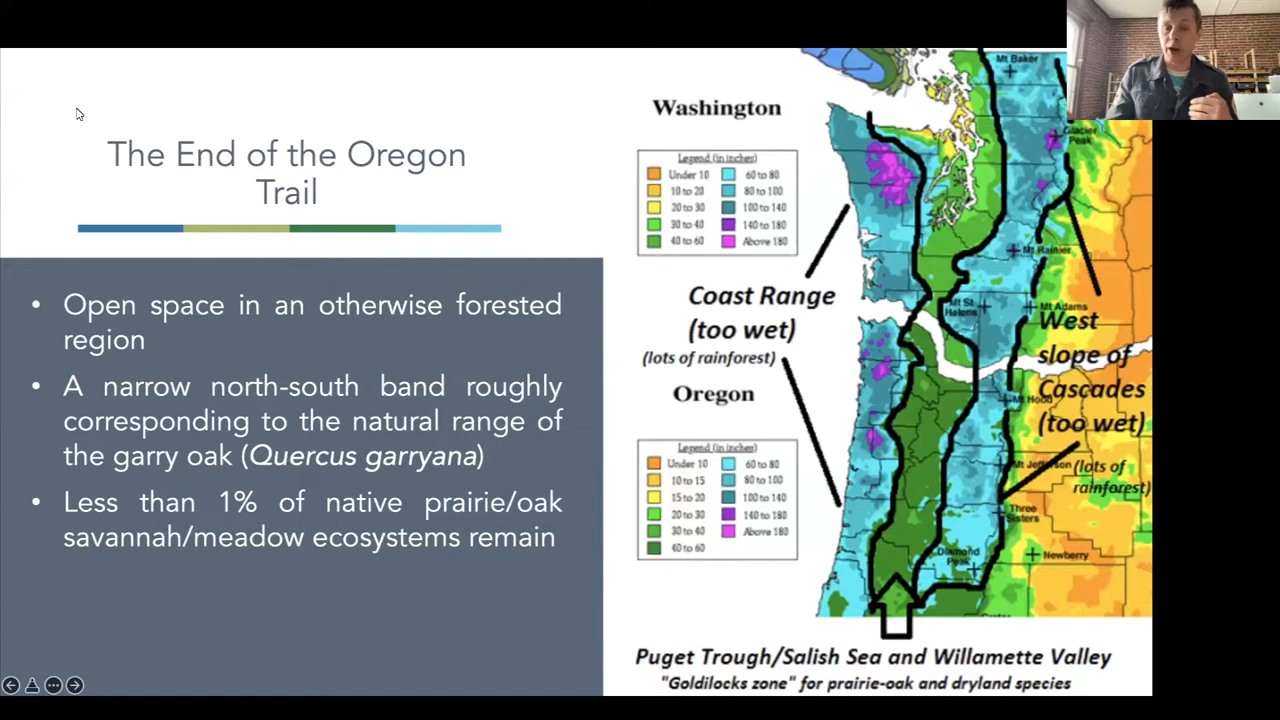 The End of the Oregon
Trail
• Open space in an otherwise forested
region
• A narrow north-south band roughly
corresponding to the natural range of
the garry oak (Quercus garryana)
• Less than 1% of native prairie/oak
savannah/meadow ecosystems remain
Washington
Legend (in inches)
Under 10
10 to 20
20 to 30
30 to 40
40 to 60
60 to 80
80 to 100
100 to 140
140 to 180
Above 180
Coast Range
(too wet)
(lots of rainforest)
Oregon
Legend (in inches)
Under 10
10 to 15
15 to 20
20 to 30
30 to 40
40 to 60
60 to 80
80 to 100
100 to 140
140 to 180
Above 180
Mt Baker
Glacier
Peak
Mt Rainier
Mt St
Helens
Mt Adams
West
slope of
Cascades
(too wet)
(lots of
rainforest)
Mt Hood
Mt Jefferson
Three
Sisters
Diamond
Peak
Newberry
Puget Trough/Salish Sea and Willamette Valley
"Goldilocks zone" for prairie-oak and dryland species